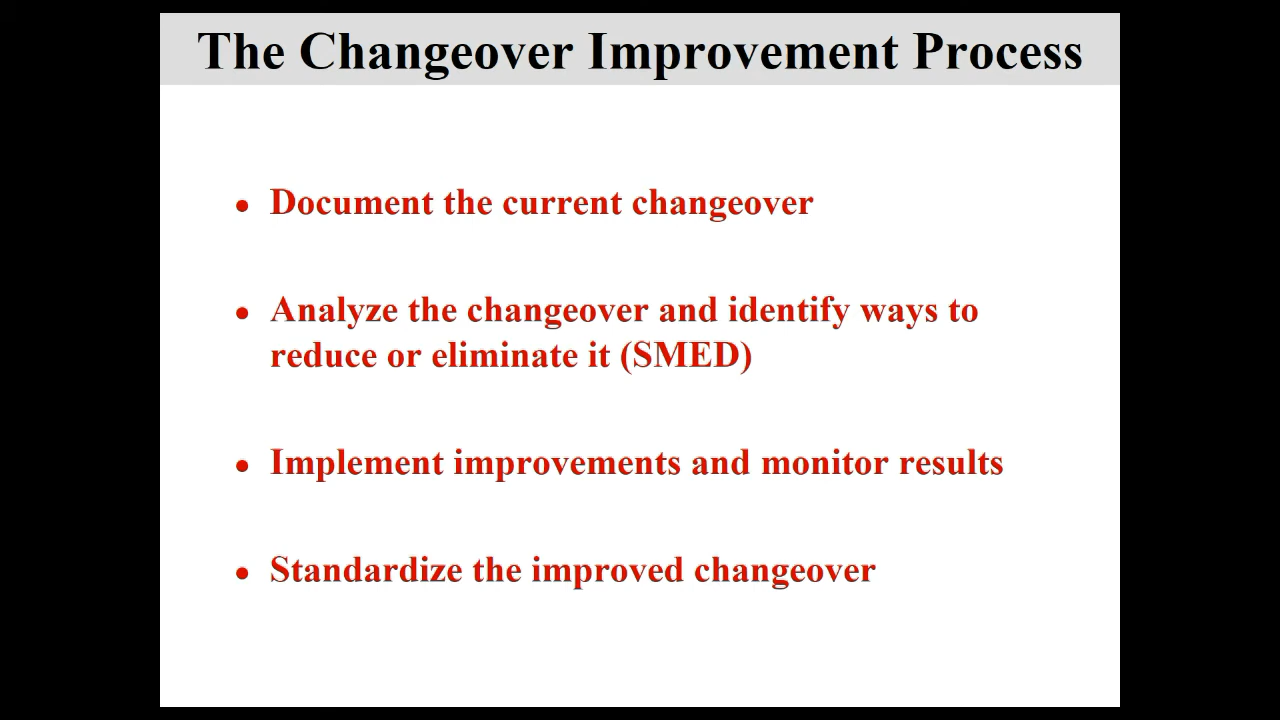 The Changeover Improvement Process
• Document the current changeover
• Analyze the changeover and identify ways to
reduce or eliminate it (SMED)
• Implement improvements and monitor results
• Standardize the improved changeover